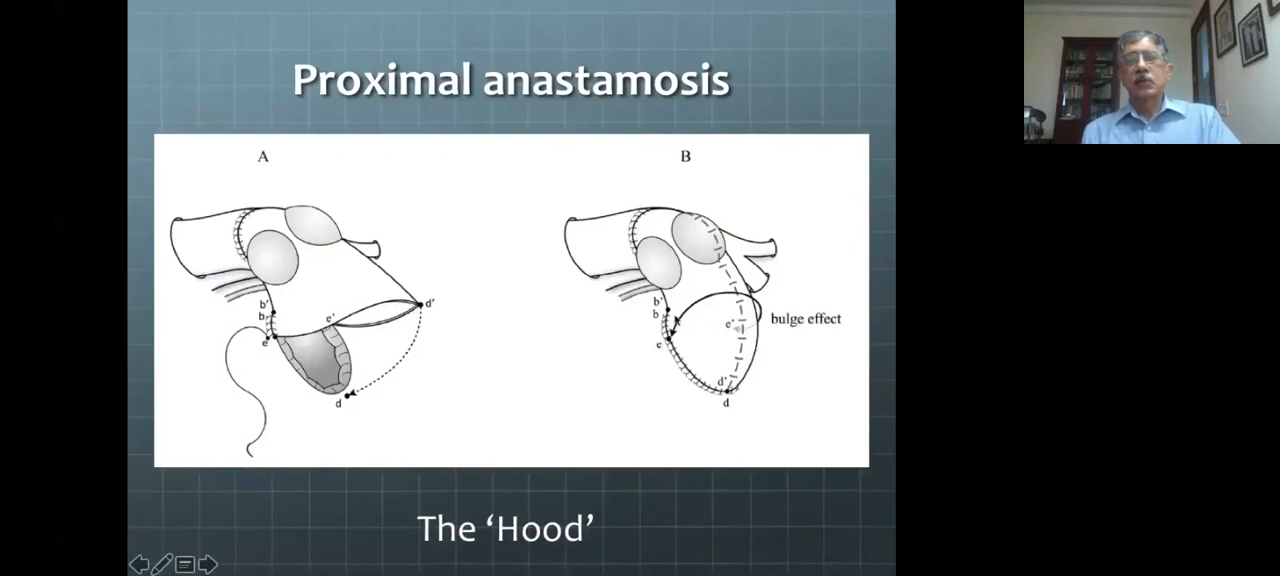 Proximal anastamosis
A
B
b'
b
e
e'
d'
d
b'
b
e
e'
d'
d
bulge effect
The ‘Hood’